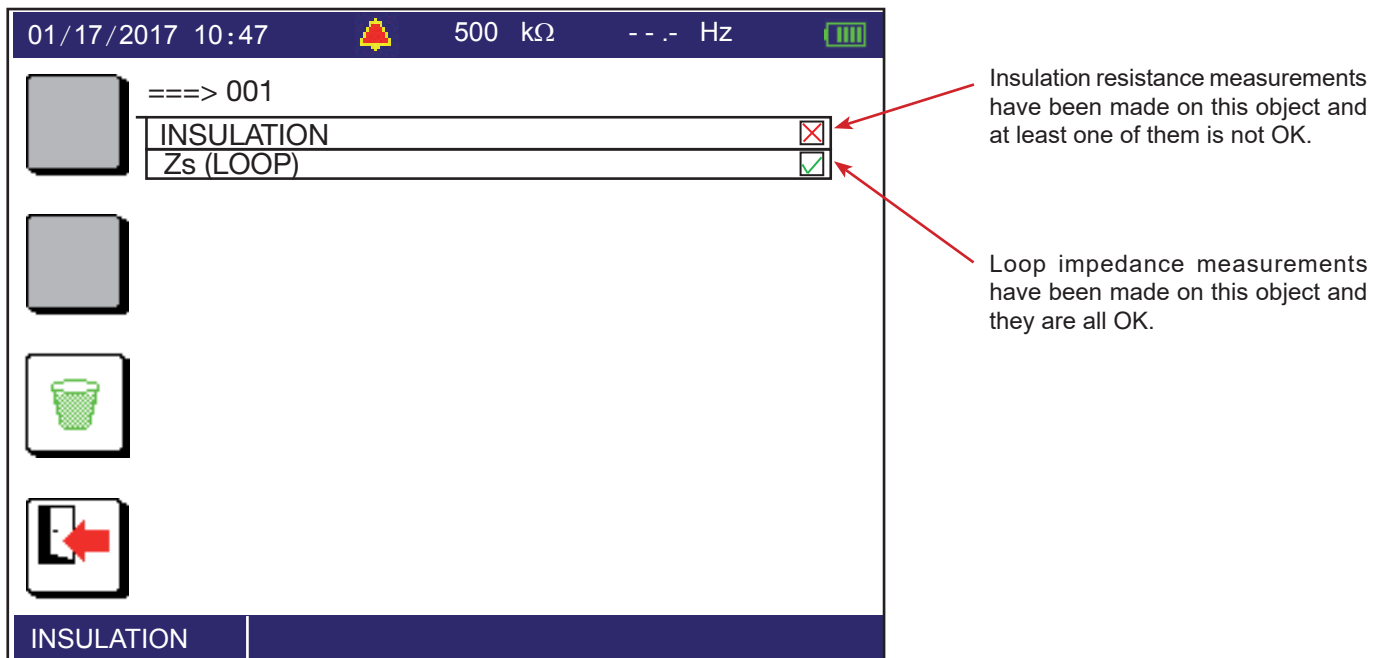 01/17/2017 10:47 500 kΩ - - .- Hz
===> 001
INSULATION
Zs (LOOP)
INSULATION
Insulation resistance measurements
have been made on this object and
at least one of them is not OK.
Loop impedance measurements
have been made on this object and
they are all OK.